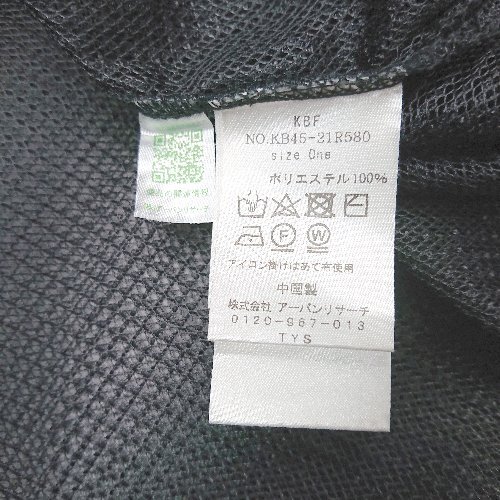 KBF
NO.KB45-21R580
size One
ポリエステル100%
F W
アイロン掛けはあて布使用
中国製
株式会社 アーバンリサーチ
0120-967-013
TYS